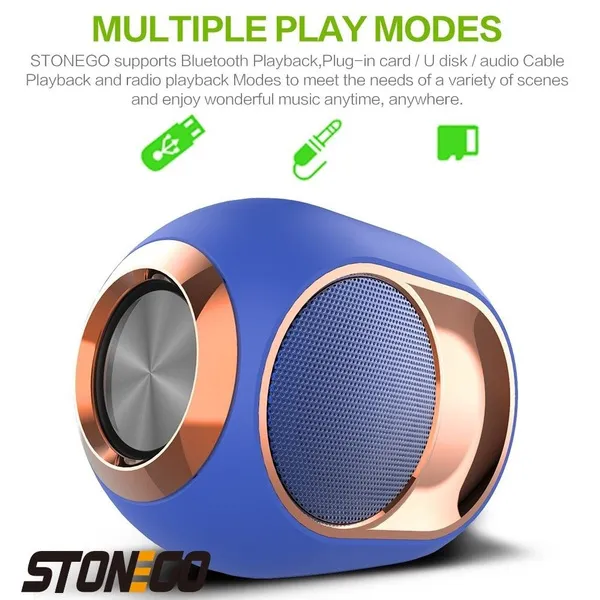 MULTIPLE PLAY MODES
STONEGO supports Bluetooth Playback,Plug-in card / U disk / audio Cable
Playback and radio playback Modes to meet the needs of a variety of scenes
and enjoy wonderful music anytime, anywhere.
STONEGO